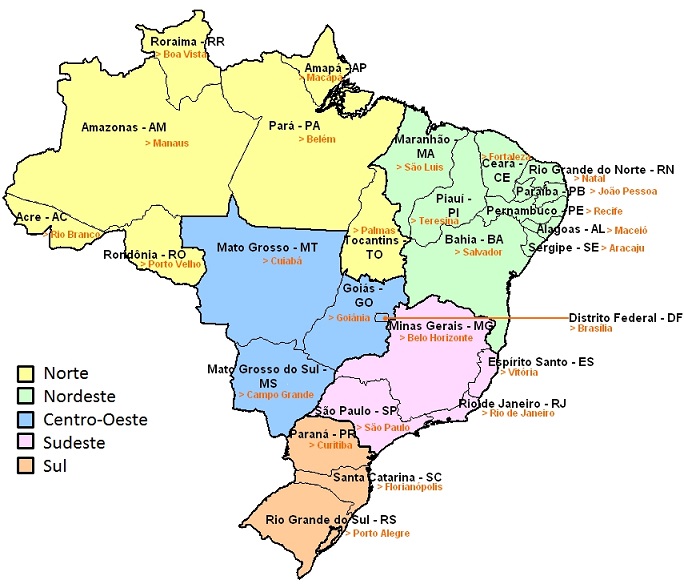 Roraima - RR
> Boa Vista
Amapá - AP
> Macapá
Amazonas - AM
> Manaus
Pará - PA
> Belém
Maranhão -
MA
> São Luis
> Fortaleza
Ceará -
CE
Rio Grande do Norte - RN
> Natal
Paraíba - PB
> João Pessoa
Piauí -
PI
> Teresina
Pernambuco - PE
> Recife
Acre - AC
> Rio Branco
Alagoas - AL
> Maceió
Sergipe - SE
> Aracaju
Rondônia - RO
> Porto Velho
> Palmas
Tocantins -
TO
Bahia - BA
> Salvador
Mato Grosso - MT
> Cuiabá
Goiás -
GO
> Goiânia
Distrito Federal - DF
> Brasília
Minas Gerais - MG
> Belo Horizonte
Espírito Santo - ES
> Vitória
Mato Grosso do Sul -
MS
> Campo Grande
Rio de Janeiro - RJ
> Rio de Janeiro
São Paulo - SP
> São Paulo
Paraná - PR
> Curitiba
Santa Catarina - SC
> Florianópolis
Rio Grande do Sul - RS
> Porto Alegre
Norte
Nordeste
Centro-Oeste
Sudeste
Sul